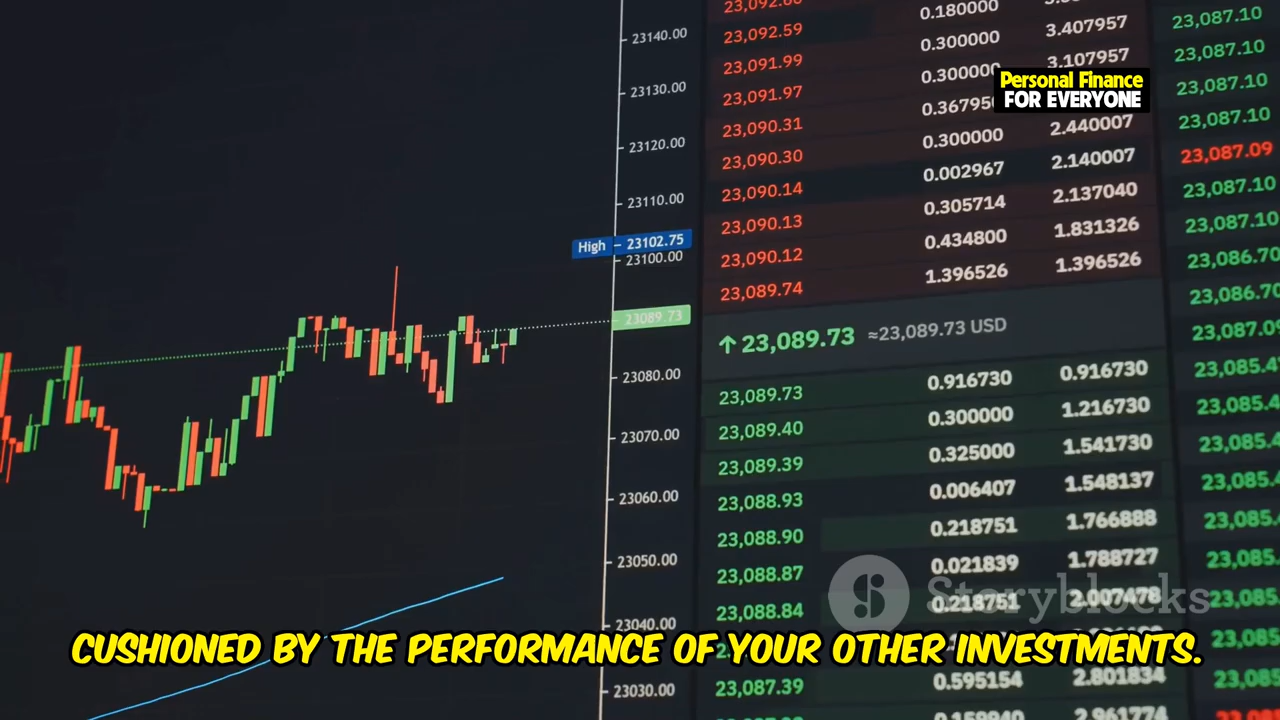 23140.00
23130.00
23120.00
23110.00
High 23102.75
23100.00
23089.73
23080.00
23070.00
23060.00
23050.00
23040.00
23030.00
23,092.59 0.300000 3.407957
23,091.99 0.300000 3.107957
23,091.97
23,090.31 0.300000 2.440007
23,090.30 0.002967 2.140007
23,090.14 0.305714 2.137040
23,090.13 0.434800 1.831326
23,090.12 1.396526 1.396526
23,089.74
↑23,089.73 ≈23,089.73 USD
23,089.73 0.916730 0.916730
23,089.40 0.300000 1.216730
23,089.39 0.325000 1.541730
23,088.93 0.006407 1.548137
23,088.90 0.218751 1.766888
23,088.87 0.021839 1.788727
23,088.84 0.218751 2.007478
23,087.39 0.595154 2.801834
0.159940 2.961774
23,087.10
23,087.10
23,087.10
23,087.10
23,087.09
23,087.10
23,087.10
23,086.70
23,086.70
Personal Finance
FOR EVERYONE
Storyblocks
CUSHIONED BY THE PERFORMANCE OF YOUR OTHER INVESTMENTS.